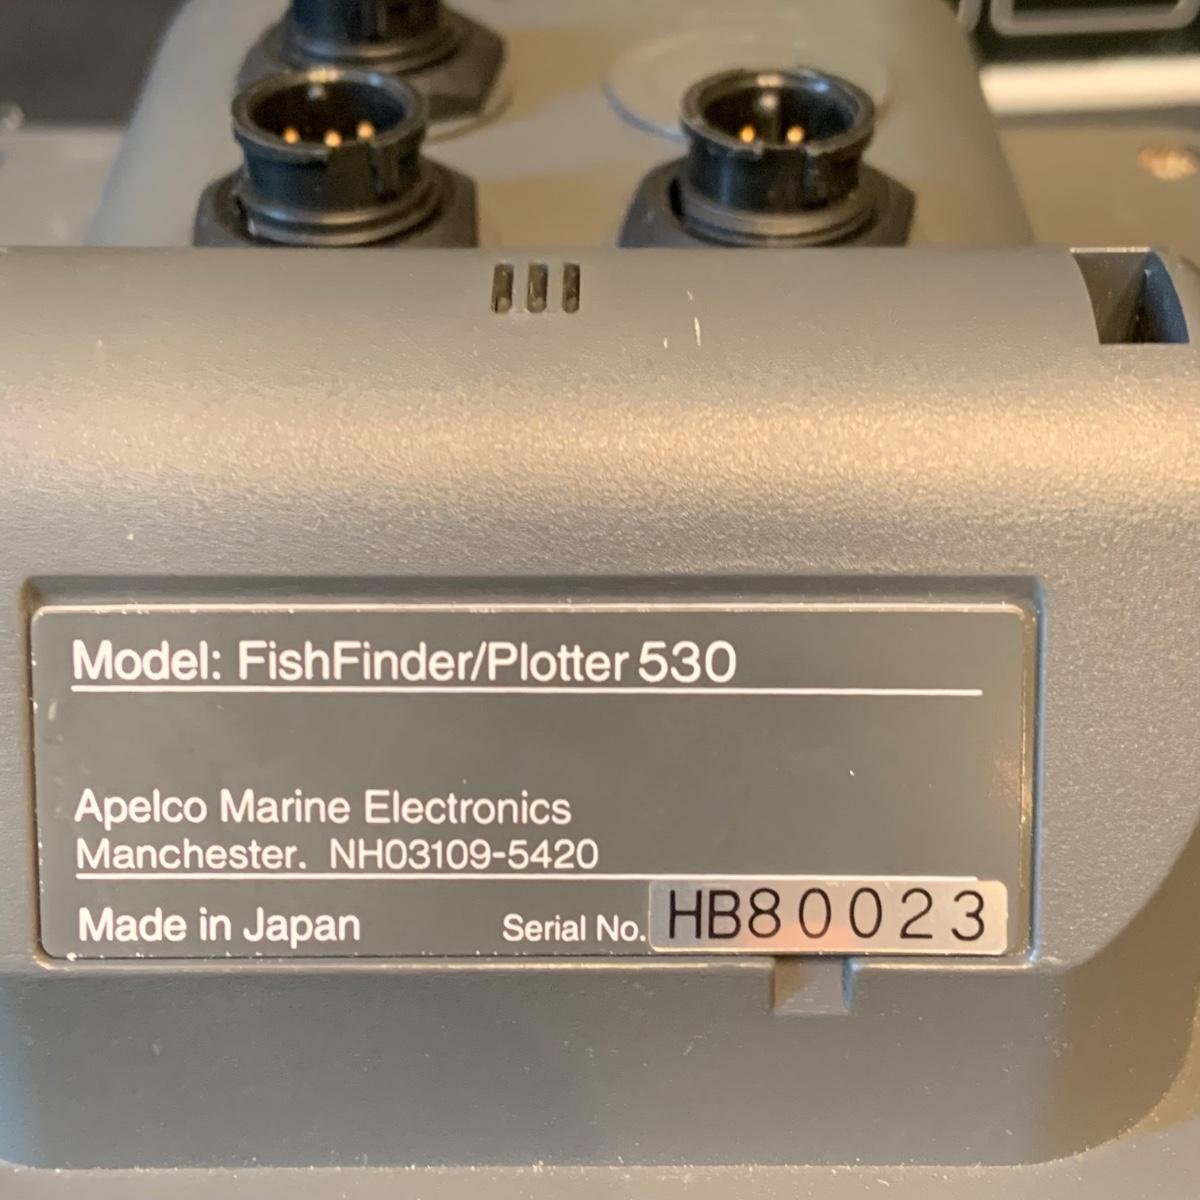 Model: FishFinder/Plotter 530
Apelco Marine Electronics
Manchester. NH03109-5420
Made in Japan Serial No. HB80023